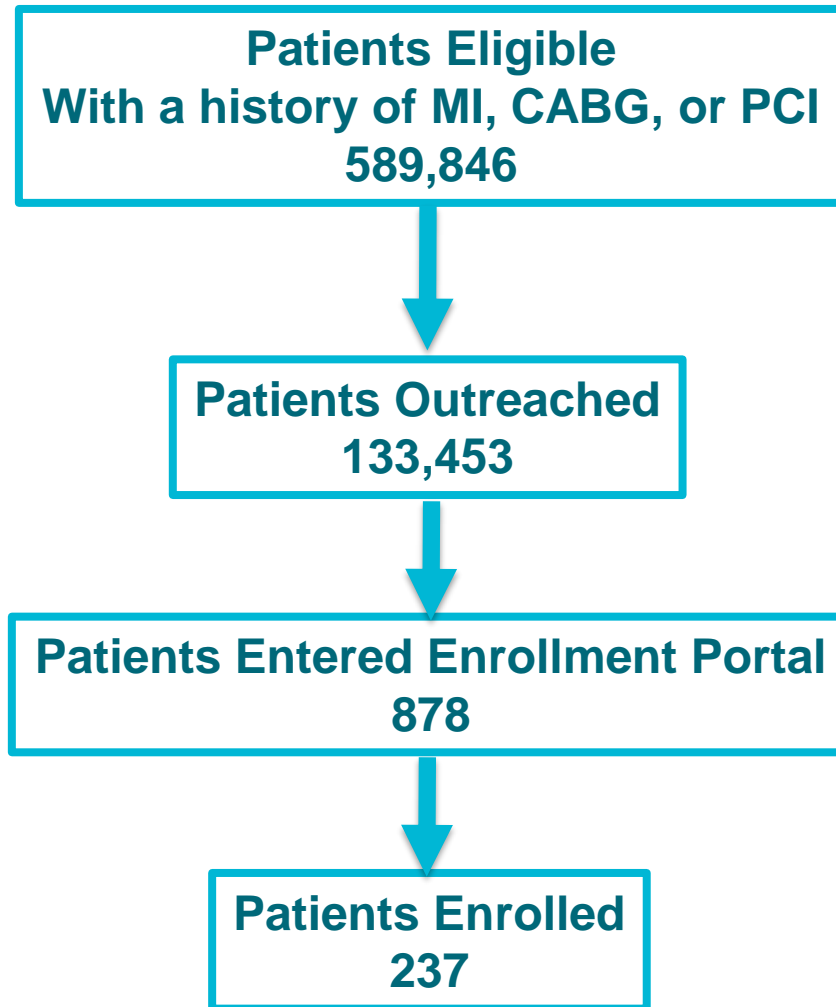 Patients Eligible
With a history of MI, CABG, or PCI
589,846
Patients Outreached
133,453
Patients Entered Enrollment Portal
878
Patients Enrolled
237